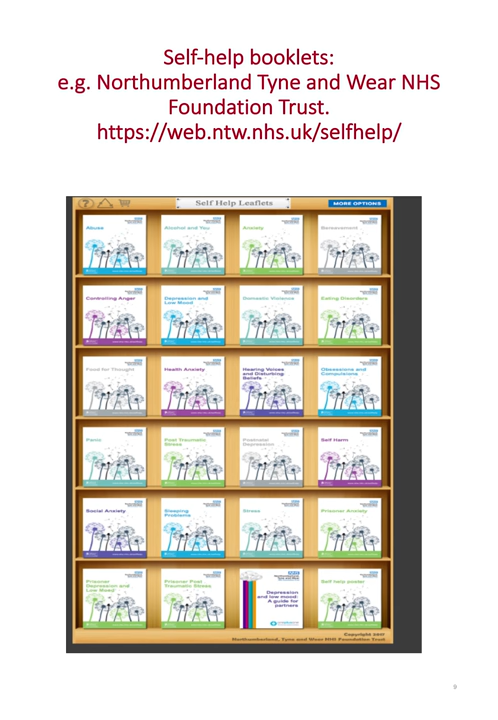 Self-help booklets:
e.g. Northumberland Tyne and Wear NHS
Foundation Trust.
https://web.ntw.nhs.uk/selfhelp/
Self Help Leaflets
MORE OPTIONS
Abuse
Alcohol and You
Anxiety
Bereavement
Controlling Anger
Depression and
Low Mood
Domestic Violence
Eating Disorders
Food for Thought
Health Anxiety
Hearing Voices
and Disturbing
Beliefs
Obsessions and
Compulsions
Panic
Post Traumatic
Stress
Postnatal
Depression
Self Harm
Social Anxiety
Sleeping
Problems
Stress
Prisoner Anxiety
Prisoner
Depression and
Low Mood
Prisoner Post
Traumatic Stress
Depression
and low mood:
A guide for
partners
Self help poster
Copyright 2017
Northumberland, Tyne and Wear NHS Foundation Trust
9